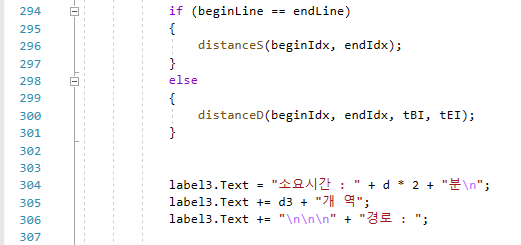 294 if (beginLine == endLine)
295 {
296 distanceS(beginIdx, endIdx);
297 }
298 else
299 {
300 distanceD(beginIdx, endIdx, tBI, tEI);
301 }
302
303
304 label3.Text = "소요시간 : " + d * 2 + "분\n";
305 label3.Text += d3 + "개 역";
306 label3.Text += "\n\n\n" + "경로 : ";
307